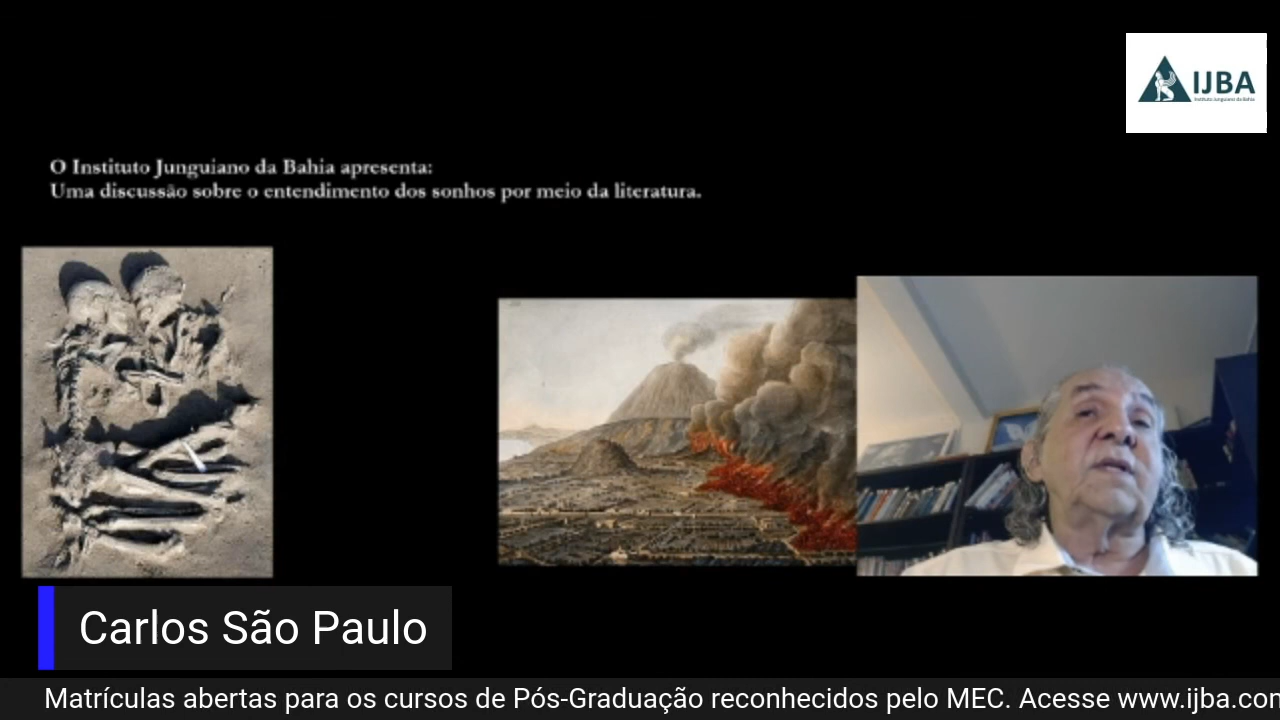 IJBA
Instituto Junguiano da Bahia
O Instituto Junguiano da Bahia apresenta:
Uma discussão sobre o entendimento dos sonhos por meio da literatura.
Carlos São Paulo
Matrículas abertas para os cursos de Pós-Graduação reconhecidos pelo MEC. Acesse www.ijba.com